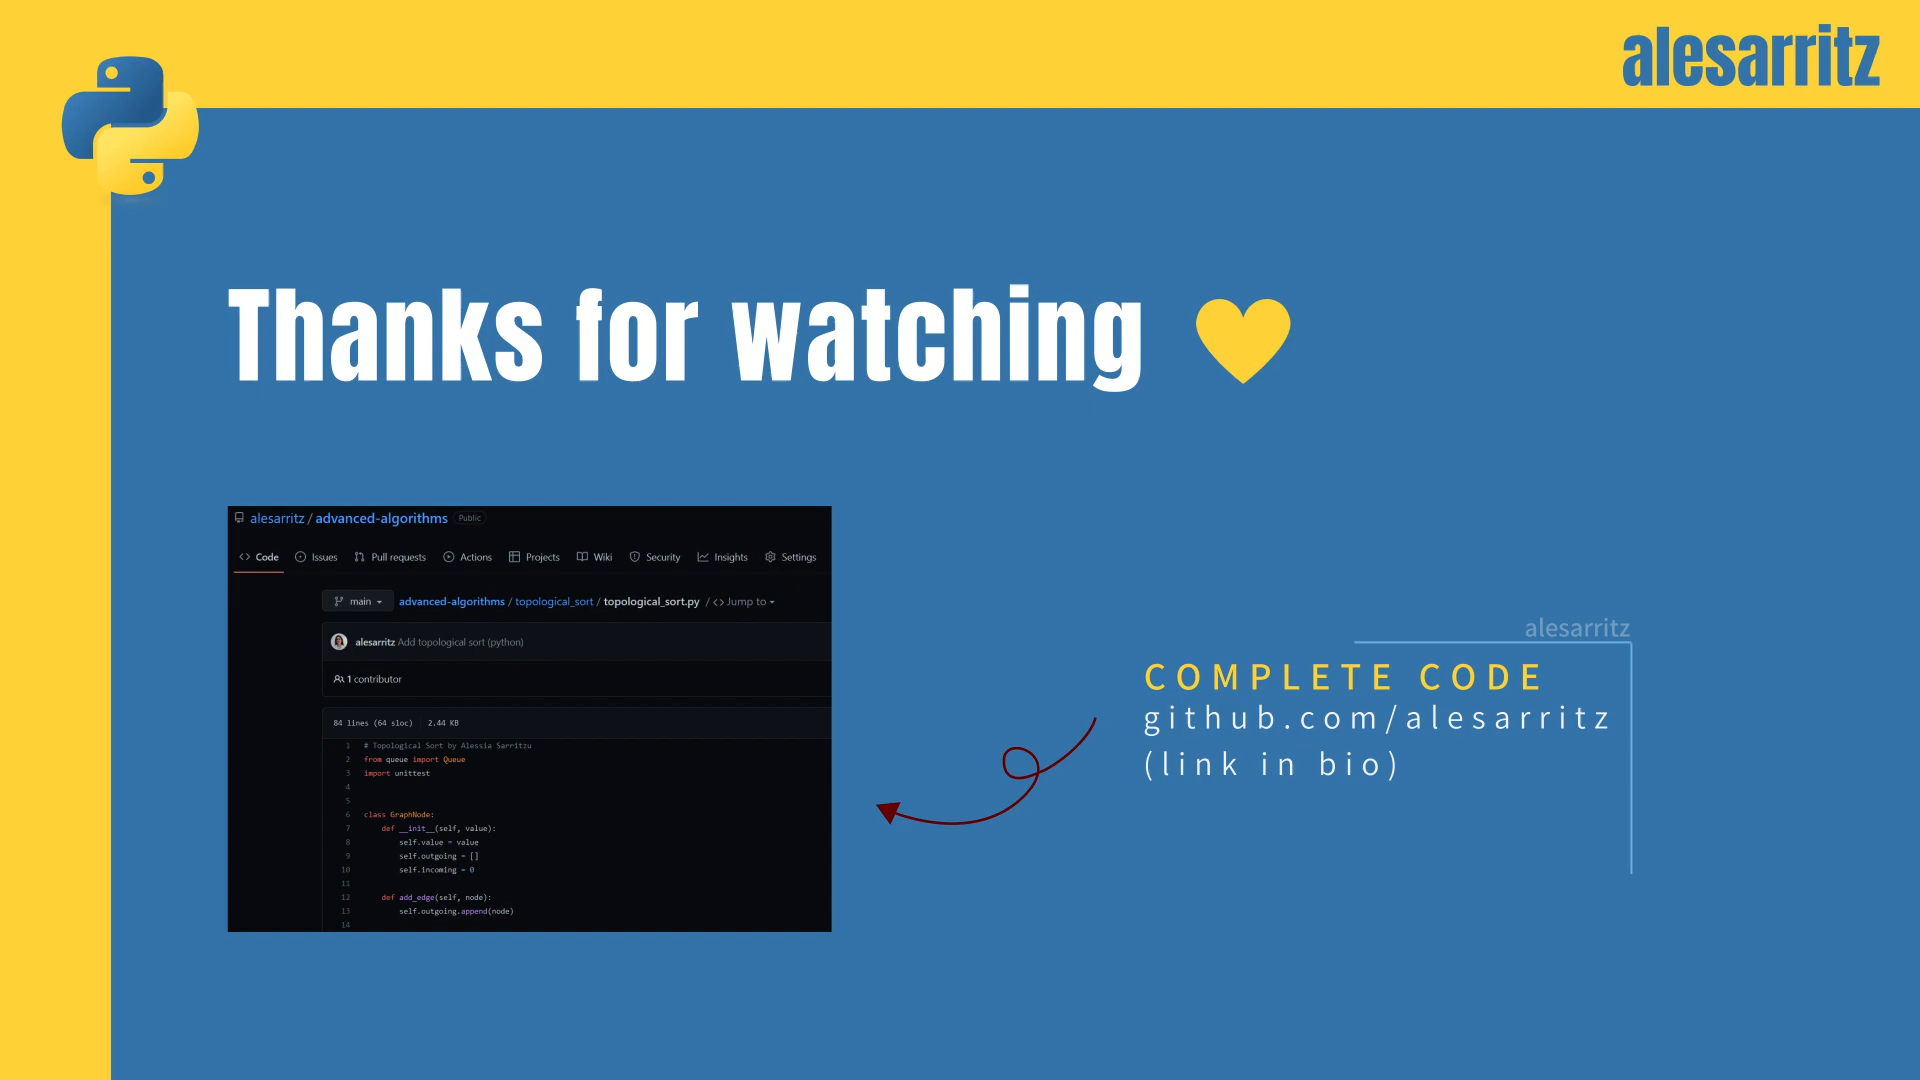 alesarritz
Thanks for watching
alesarritz / advanced-algorithms Public
Code Issues Pull requests Actions Projects Wiki Security Insights Settings
main advanced-algorithms / topological_sort / topological_sort.py / <> Jump to
alesarritz Add topological sort (python)
1 contributor
84 lines (64 sloc) 2.44 KB
1 # Topological Sort by Alessia Sarritzu
2 from queue import Queue
3 import unittest
4
5
6 class GraphNode:
7 def __init__(self, value):
8 self.value = value
9 self.outgoing = []
10 self.incoming = 0
11
12 def add_edge(self, node):
13 self.outgoing.append(node)
14
alesarritz
COMPLETE CODE
github.com/alesarritz
(link in bio)